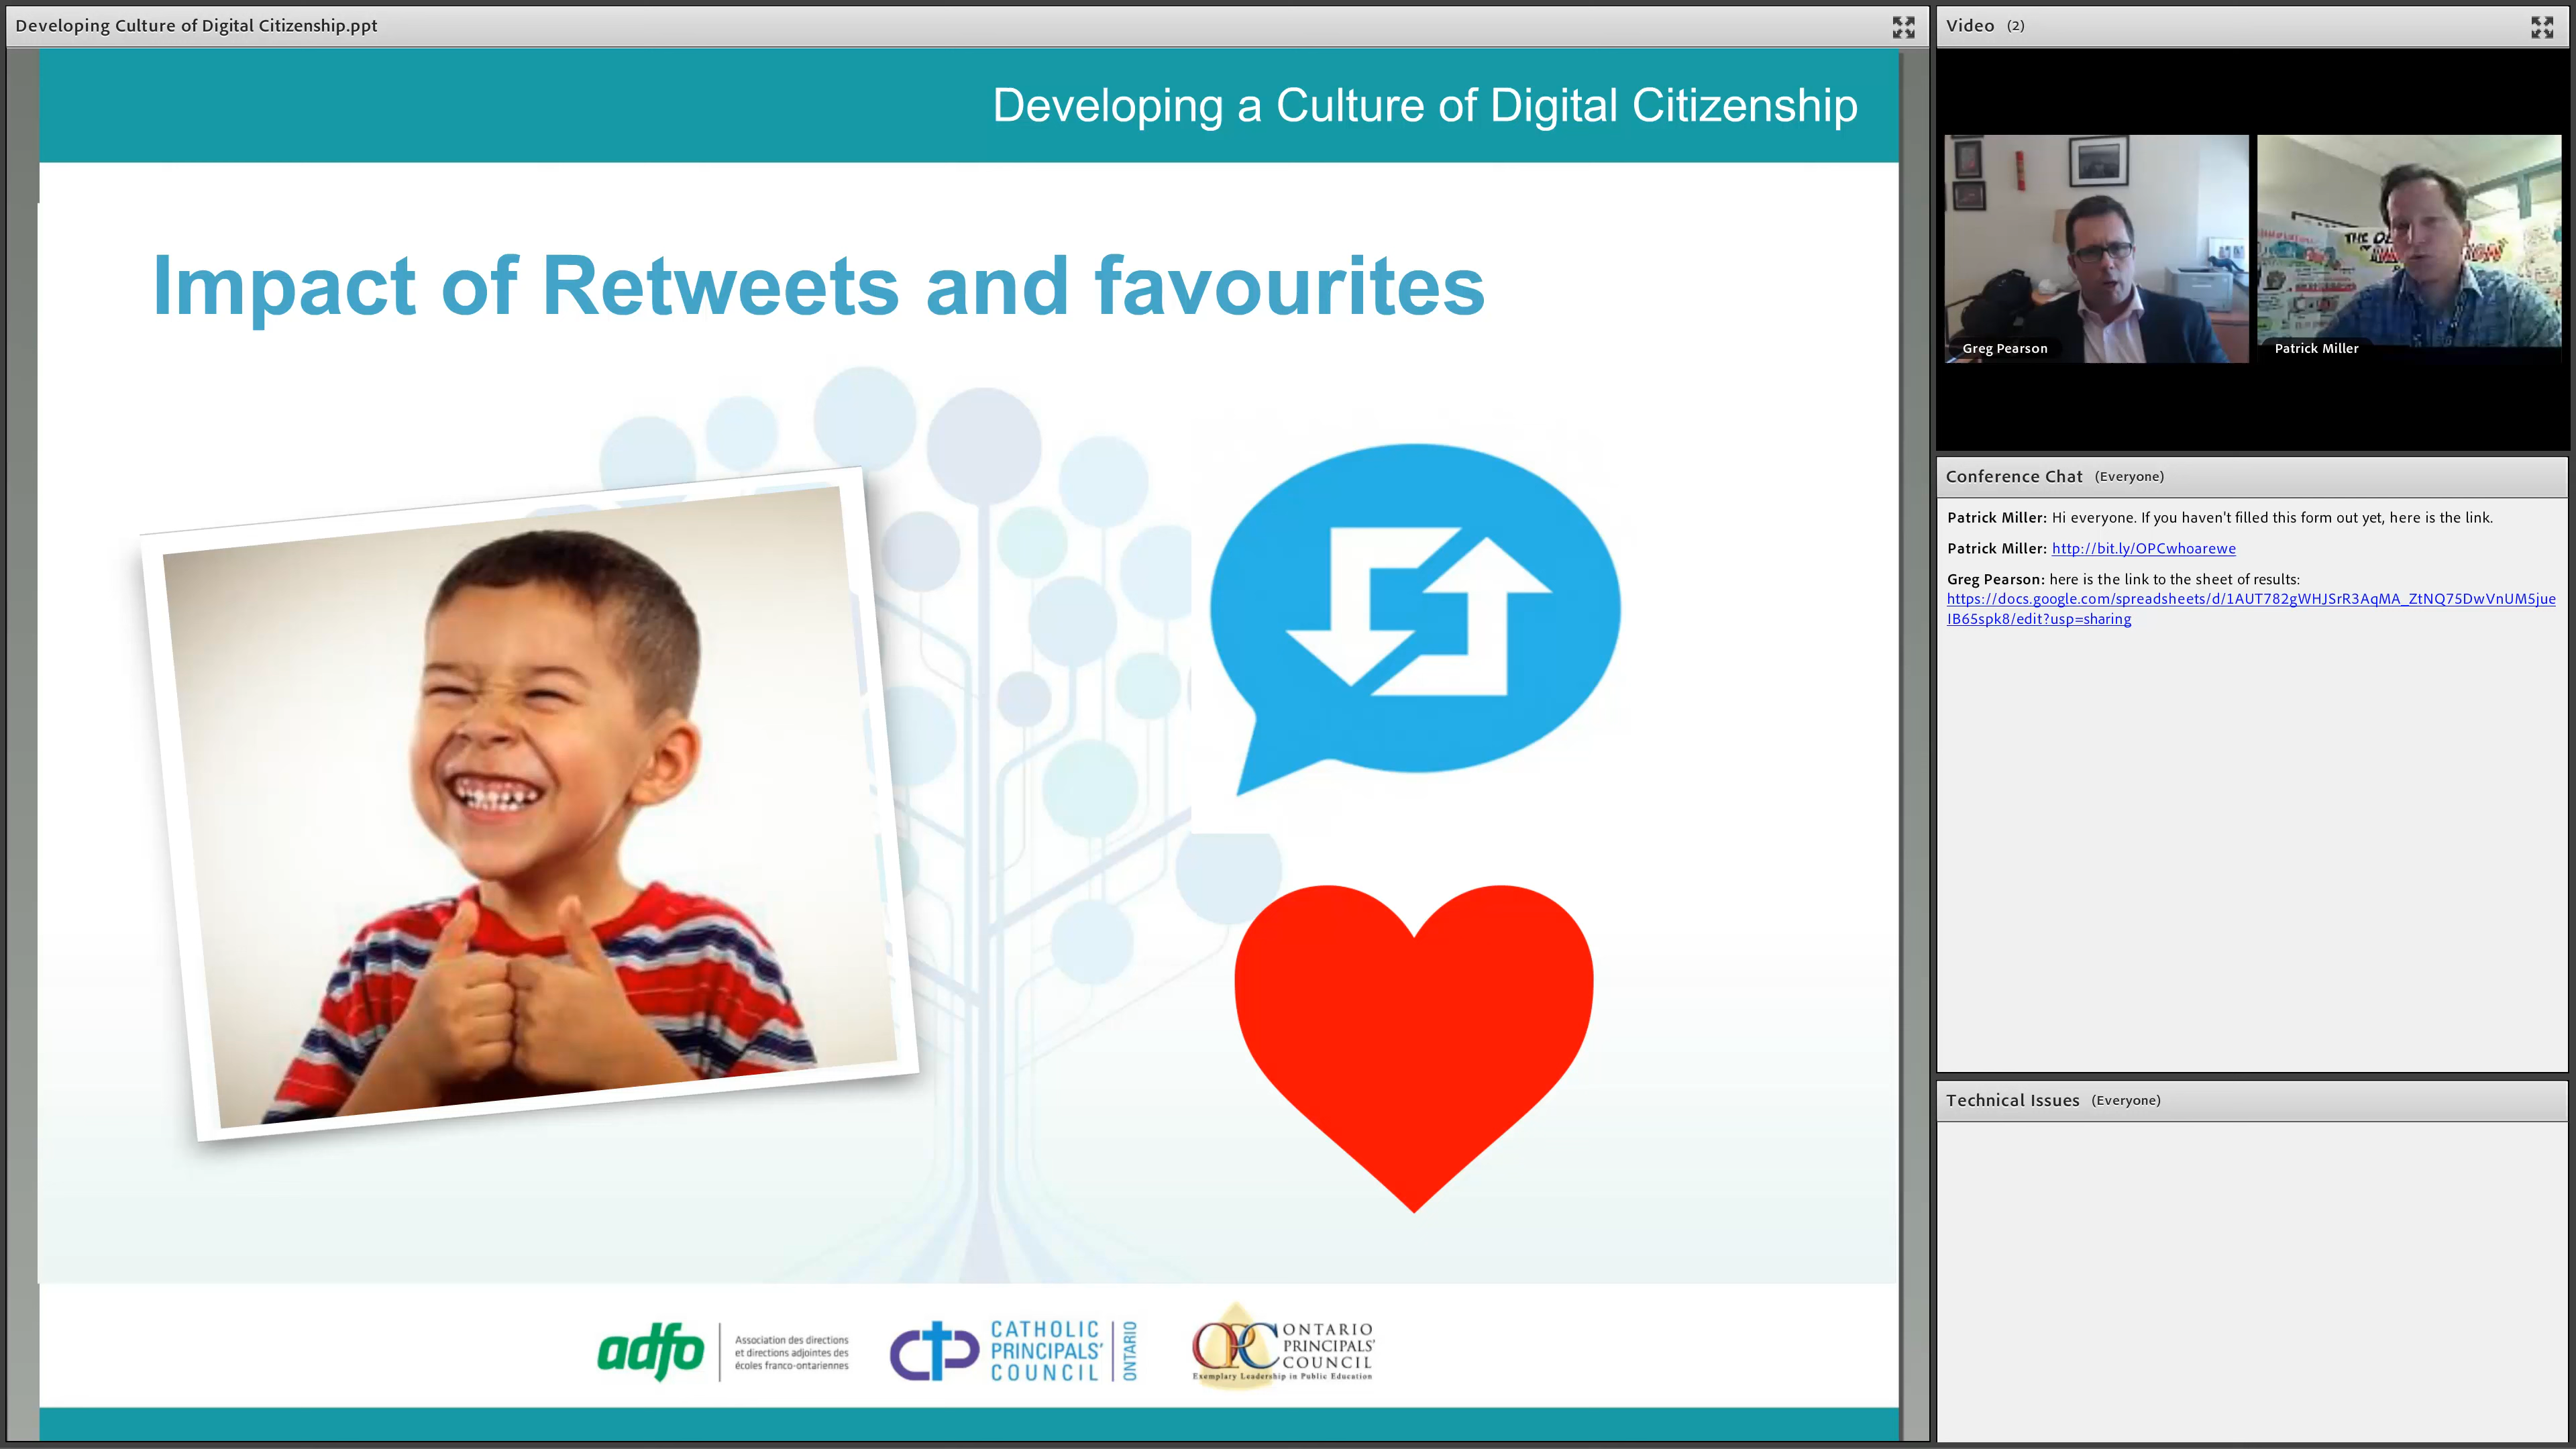 Developing Culture of Digital Citizenship.ppt
Developing a Culture of Digital Citizenship
Impact of Retweets and favourites
adfo
Association des directions
et directions adjointes des
écoles franco-ontariennes
CATHOLIC
PRINCIPALS'
COUNCIL
ONTARIO
OPC
ONTARIO
PRINCIPALS'
COUNCIL
Exemplary Leadership in Public Education
Video (2)
THE
Greg Pearson
Patrick Miller
Conference Chat (Everyone)
Patrick Miller: Hi everyone. If you haven't filled this form out yet, here is the link.
Patrick Miller: http://bit.ly/OPCwhoarewe
Greg Pearson: here is the link to the sheet of results:
https://docs.google.com/spreadsheets/d/1AUT782gWHJSrR3AqMA_ZtNQ75DwVnUM5jue
IB65spk8/edit?usp=sharing
Technical Issues (Everyone)